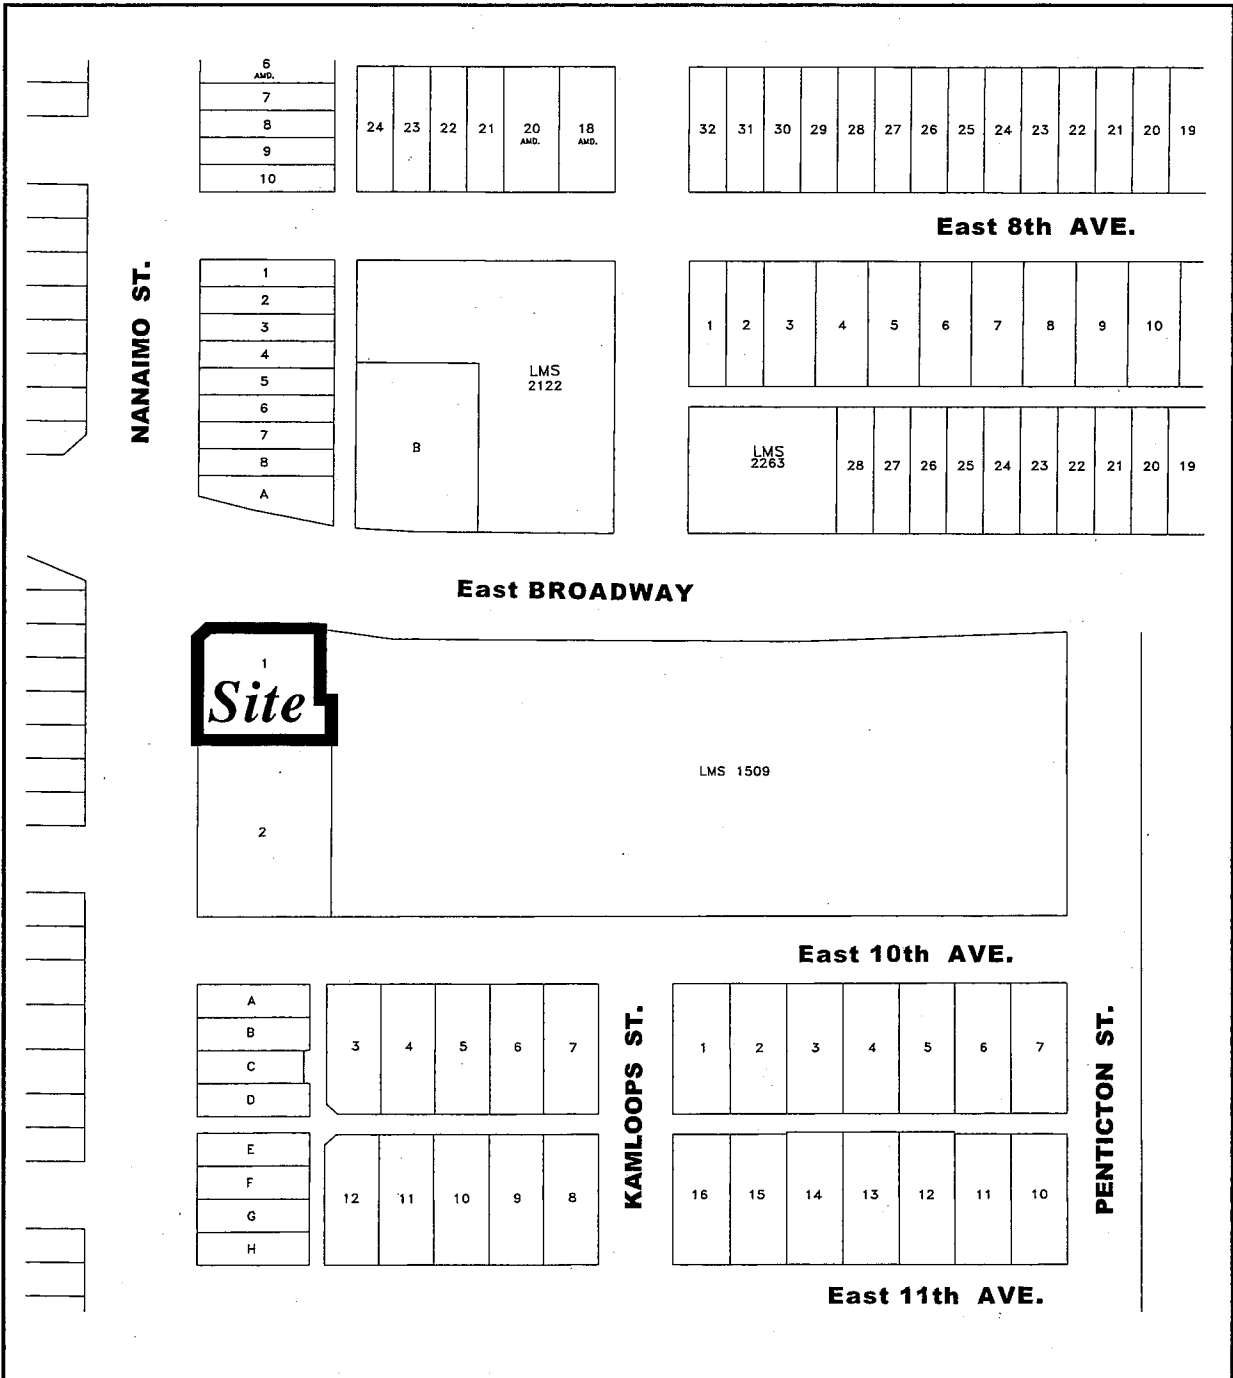 6
AMD.
7
8
9
10
24 23 22 21 20 18
AMD. AMD.
32 31 30 29 28 27 26 25 24 23 22 21 20 19
East 8th AVE.
NANAIMO ST.
1
2
3
4
5
6
7
8
A
LMS
2122
B
1 2 3 4 5 6 7 8 9 10
LMS
2263
28 27 26 25 24 23 22 21 20 19
East BROADWAY
1
Site
2
LMS 1509
East 10th AVE.
A
B
C
D
3 4 5 6 7
KAMLOOPS ST.
1 2 3 4 5 6 7
PENTICTON ST.
E
F
G
H
12 11 10 9 8
16 15 14 13 12 11 10
East 11th AVE.